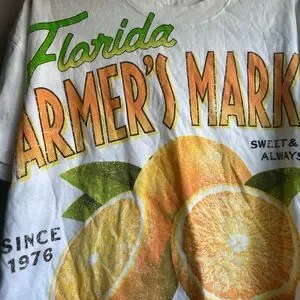 Florida
ARMER'S MARK
SWEET &
ALWAYS
SINCE
1976